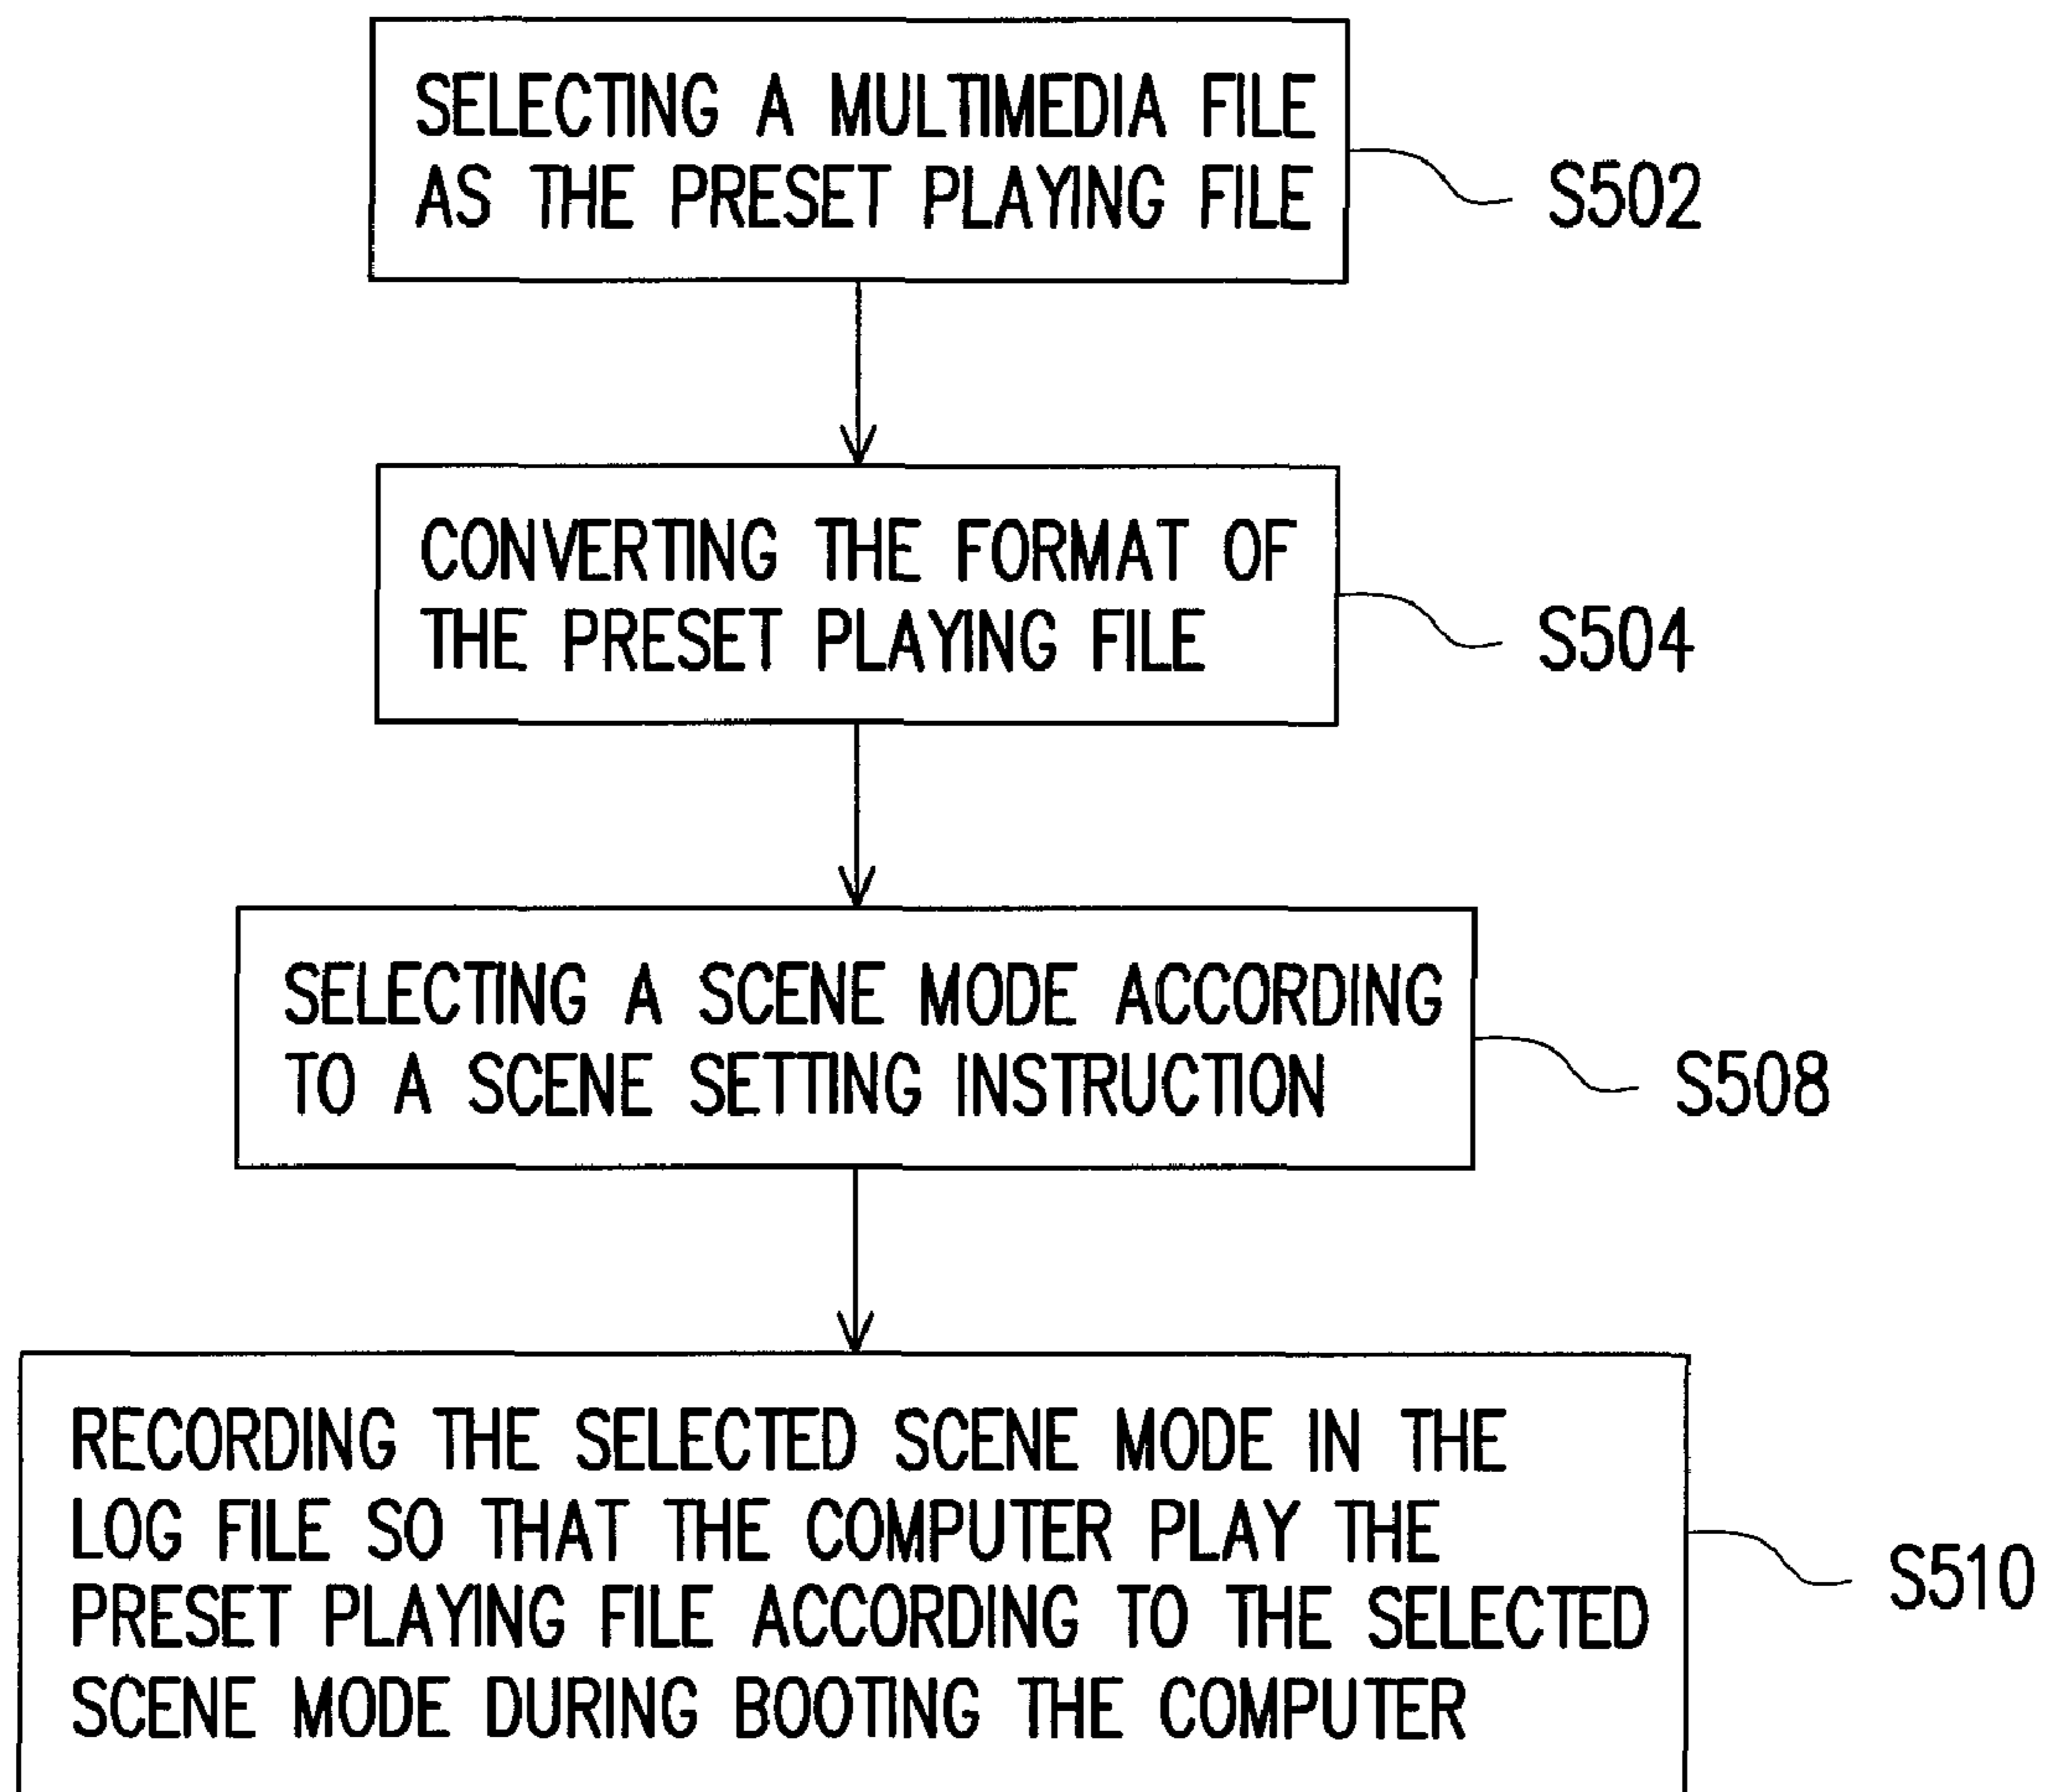 SELECTING A MULTIMEDIA FILE
AS THE PRESET PLAYING FILE
S502
CONVERTING THE FORMAT OF
THE PRESET PLAYING FILE
S504
SELECTING A SCENE MODE ACCORDING
TO A SCENE SETTING INSTRUCTION
S508
RECORDING THE SELECTED SCENE MODE IN THE
LOG FILE SO THAT THE COMPUTER PLAY THE
PRESET PLAYING FILE ACCORDING TO THE SELECTED
SCENE MODE DURING BOOTING THE COMPUTER
S510